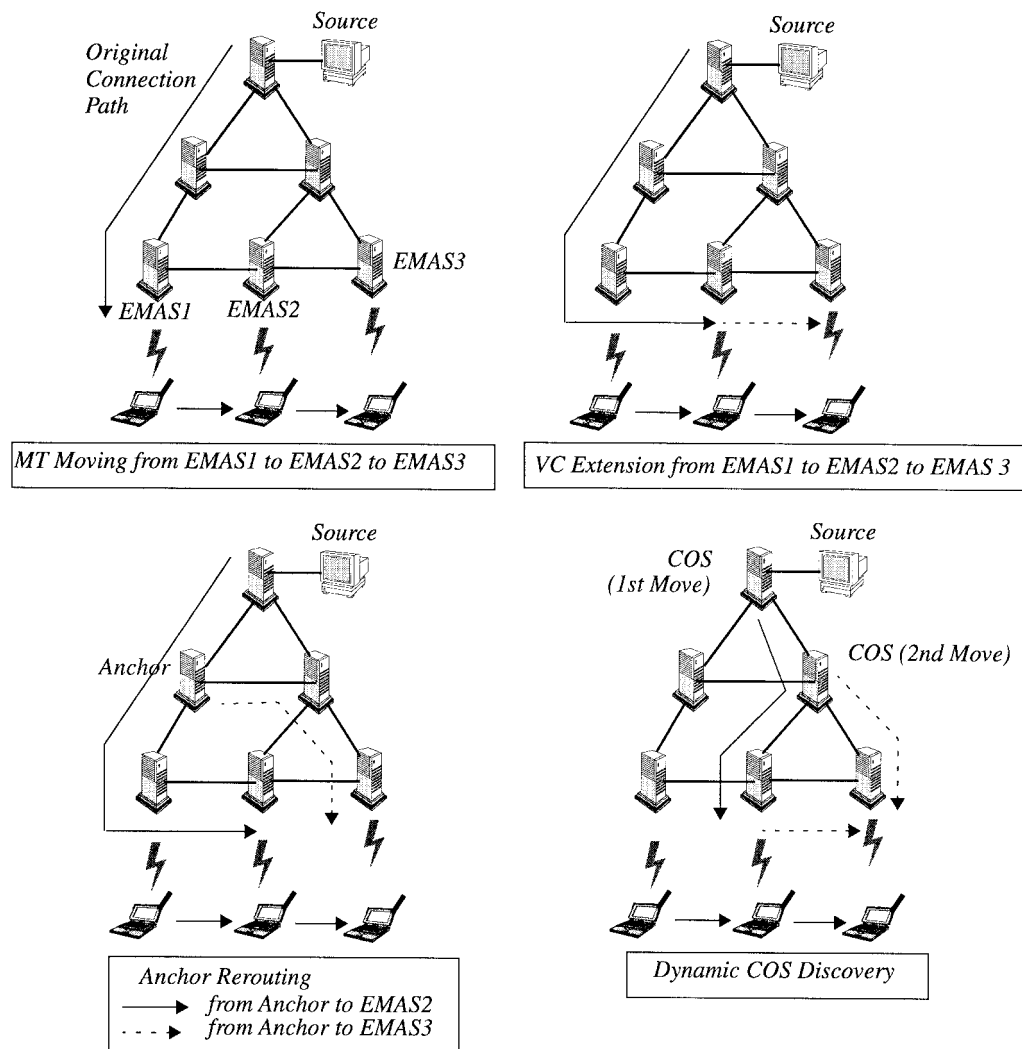 Source
Original
Connection
Path
EMAS3
EMAS1
EMAS2
MT Moving from EMAS1 to EMAS2 to EMAS3
Source
VC Extension from EMAS1 to EMAS2 to EMAS 3
Source
Anchor
Anchor Rerouting
from Anchor to EMAS2
from Anchor to EMAS3
Source
COS
(1st Move)
COS (2nd Move)
Dynamic COS Discovery